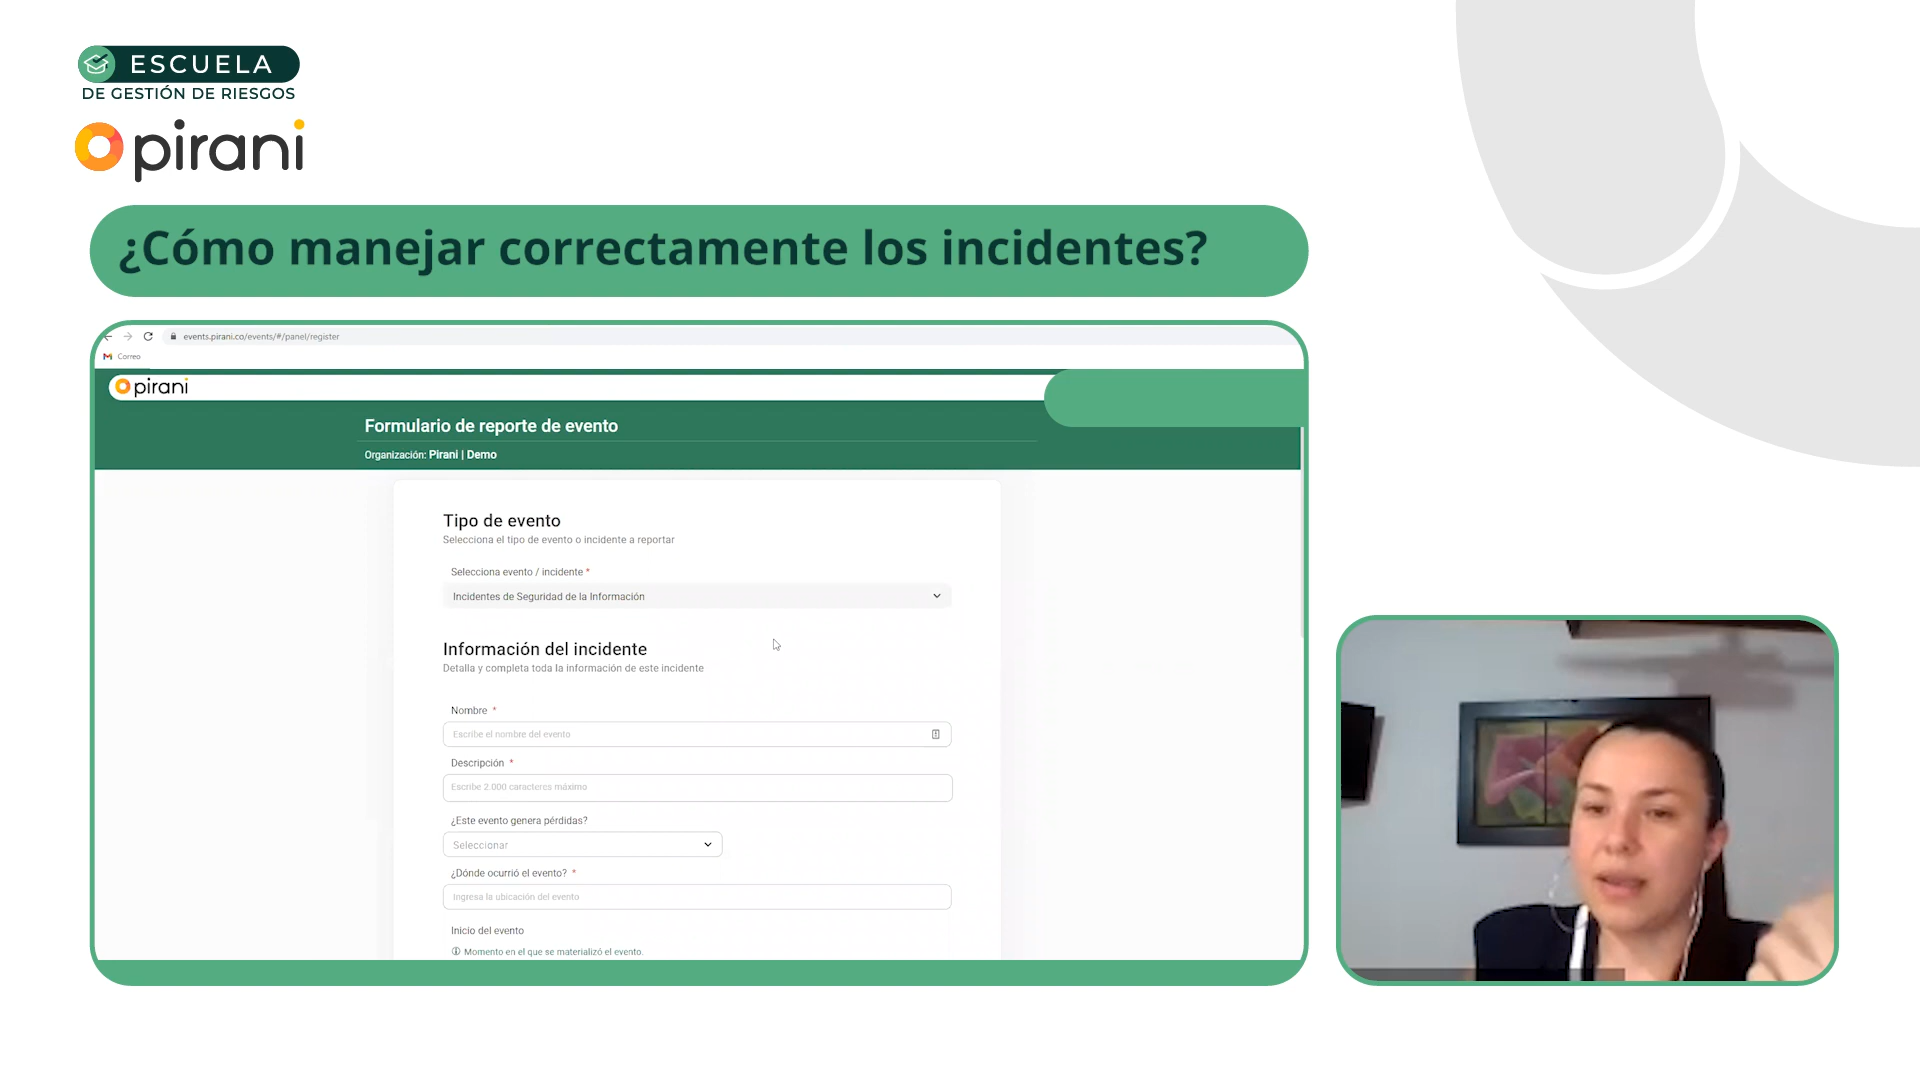 ESCUELA
DE GESTIÓN DE RIESGOS
pirani
¿Cómo manejar correctamente los incidentes?
events.pirani.co/events/#/panel/register
Correo
pirani
Formulario de reporte de evento
Organización: Pirani | Demo
Tipo de evento
Selecciona el tipo de evento o incidente a reportar
Selecciona evento / incidente *
Incidentes de Seguridad de la Información
Información del incidente
Detalla y completa toda la información de este incidente
Nombre *
Escribe el nombre del evento
Descripción *
Escribe 2.000 caracteres máximo
¿Este evento genera pérdidas?
Seleccionar
¿Dónde ocurrió el evento? *
Ingresa la ubicación del evento
Inicio del evento
Momento en el que se materializó el evento.